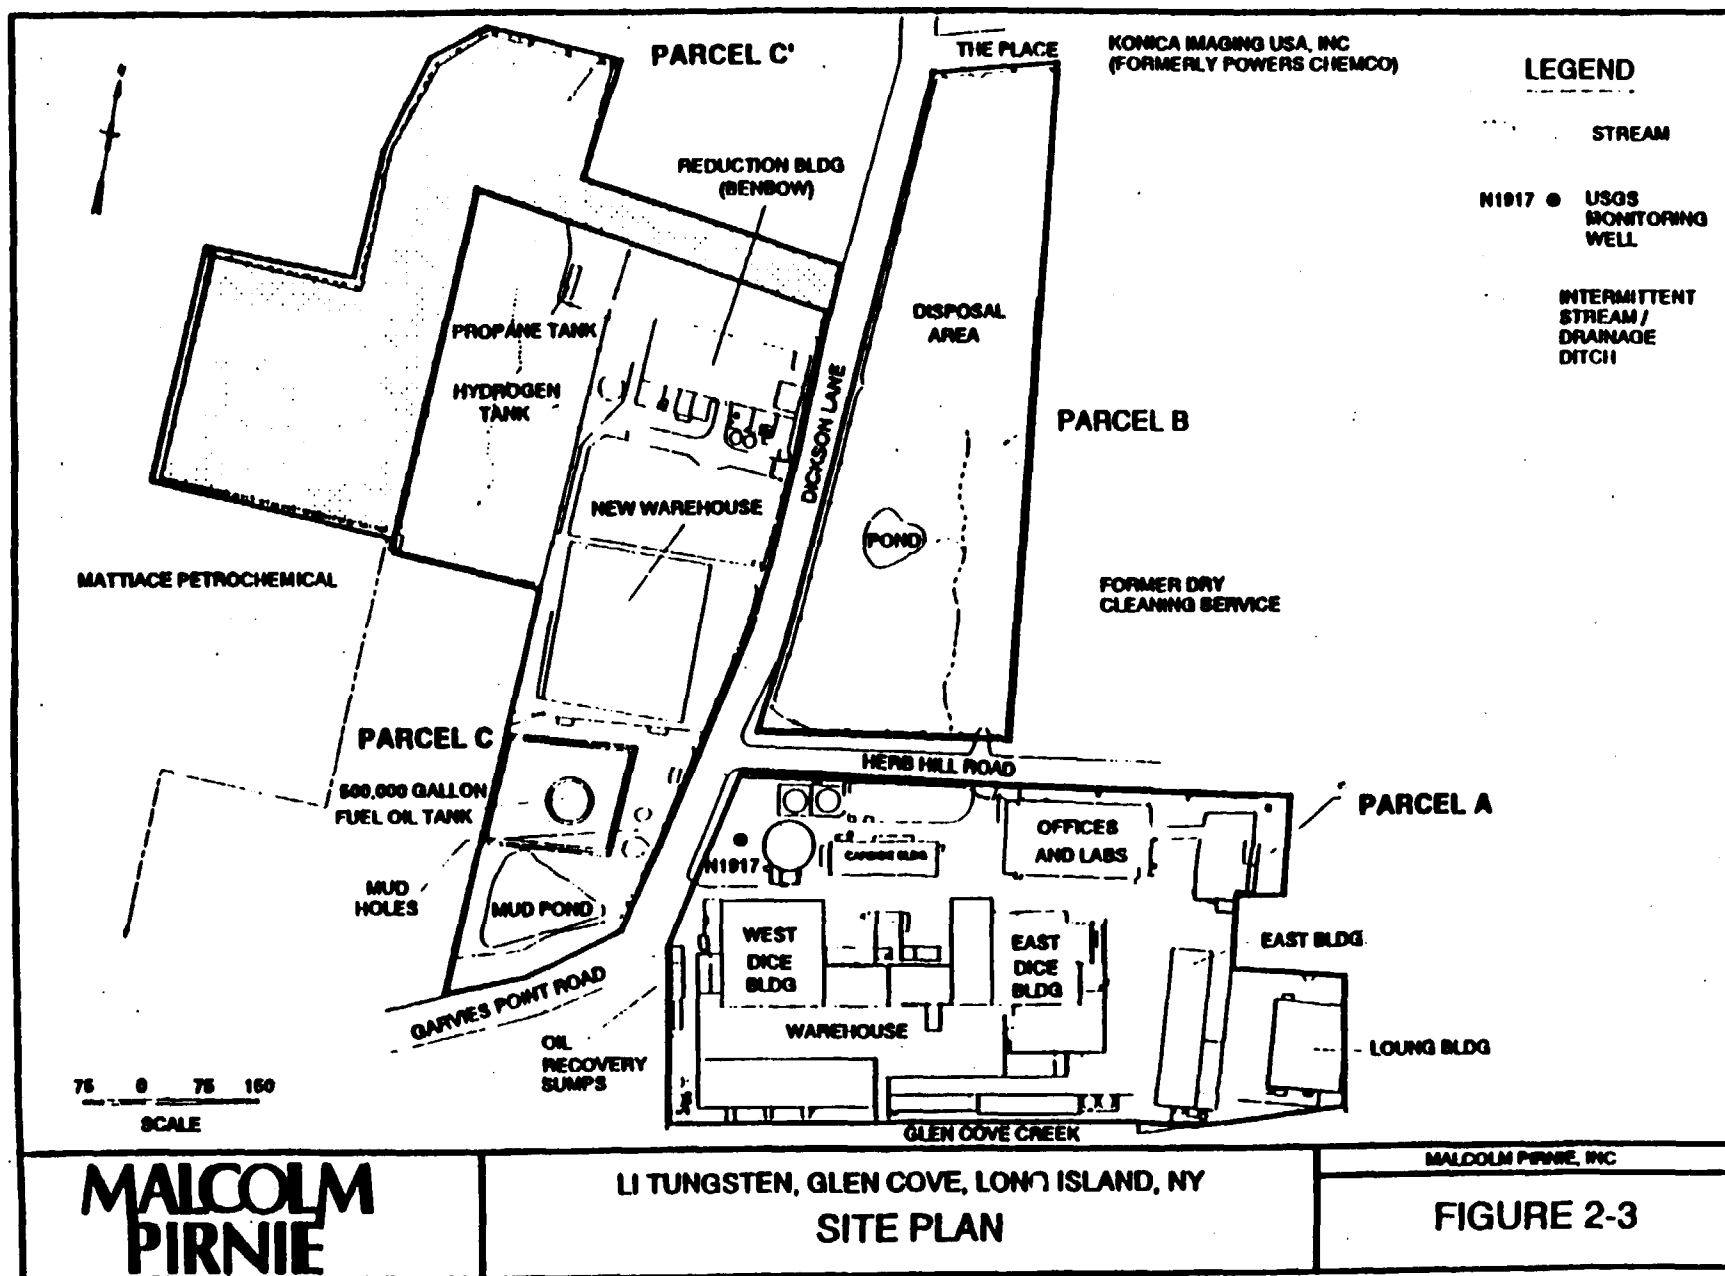 PARCEL C'
THE PLACE
KONICA IMAGING USA, INC
(FORMERLY POWERS CHEMCO)
LEGEND
STREAM
N1917
USGS
MONITORING
WELL
INTERMITTENT
STREAM /
DRAINAGE
DITCH
REDUCTION BLDG
(BENBOW)
PROPANE TANK
HYDROGEN
TANK
DISPOSAL
AREA
DICKSON LANE
PARCEL B
NEW WAREHOUSE
POND
MATTIACE PETROCHEMICAL
FORMER DRY
CLEANING SERVICE
PARCEL C
HERB HILL ROAD
500,000 GALLON
FUEL OIL TANK
PARCEL A
OFFICES
AND LABS
CARBIDE BLDG
N1917
MUD
HOLES
MUD POND
WEST
DICE
BLDG
EAST
DICE
BLDG
EAST BLDG
GARVIES POINT ROAD
WAREHOUSE
OIL
RECOVERY
SUMPS
LOUNG BLDG
75 0 75 150
SCALE
GLEN COVE CREEK
MALCOLM
PIRNIE
LI TUNGSTEN, GLEN COVE, LONG ISLAND, NY
SITE PLAN
MALCOLM PIRNIE, INC
FIGURE 2-3